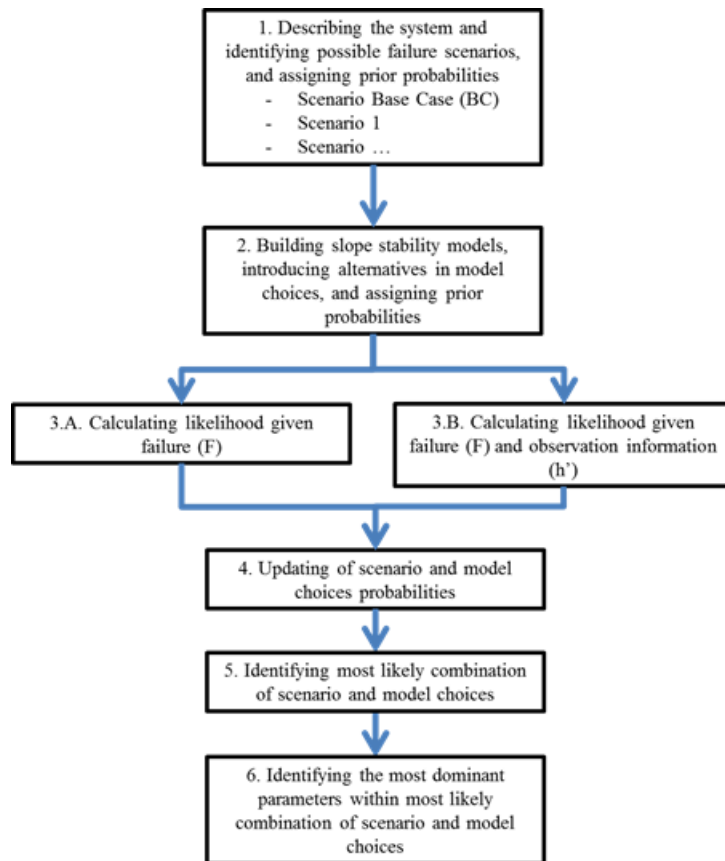 1. Describing the system and
identifying possible failure scenarios,
and assigning prior probabilities
- Scenario Base Case (BC)
- Scenario 1
- Scenario …
2. Building slope stability models,
introducing alternatives in model
choices, and assigning prior
probabilities
3.A. Calculating likelihood given
failure (F)
3.B. Calculating likelihood given
failure (F) and observation information
(h’)
4. Updating of scenario and model
choices probabilities
5. Identifying most likely combination
of scenario and model choices
6. Identifying the most dominant
parameters within most likely
combination of scenario and model
choices